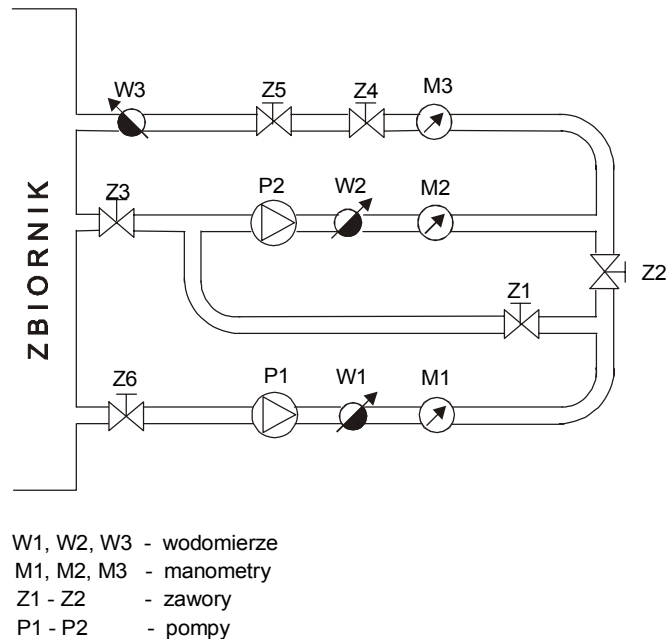 W3 Z5 Z4 M3
Z3 P2 W2 M2
ZBIORNIK
Z2
Z1
Z6 P1 W1 M1
W1, W2, W3 - wodomierze
M1, M2, M3 - manometry
Z1 - Z2 - zawory
P1 - P2 - pompy